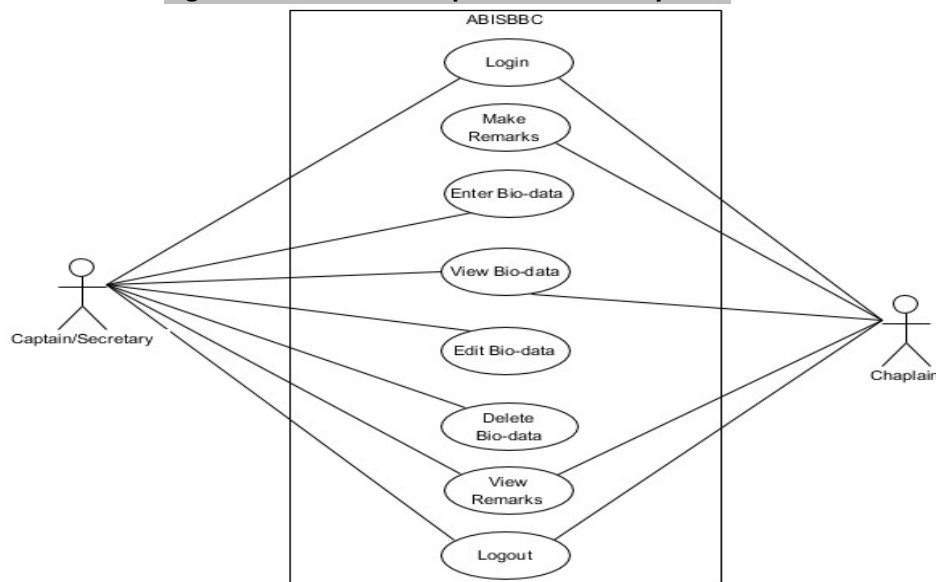 ABISBBC
Login
Make
Remarks
Enter Bio-data
View Bio-data
Edit Bio-data
Captain/Secretary
Chaplain
Delete
Bio-data
View
Remarks
Logout